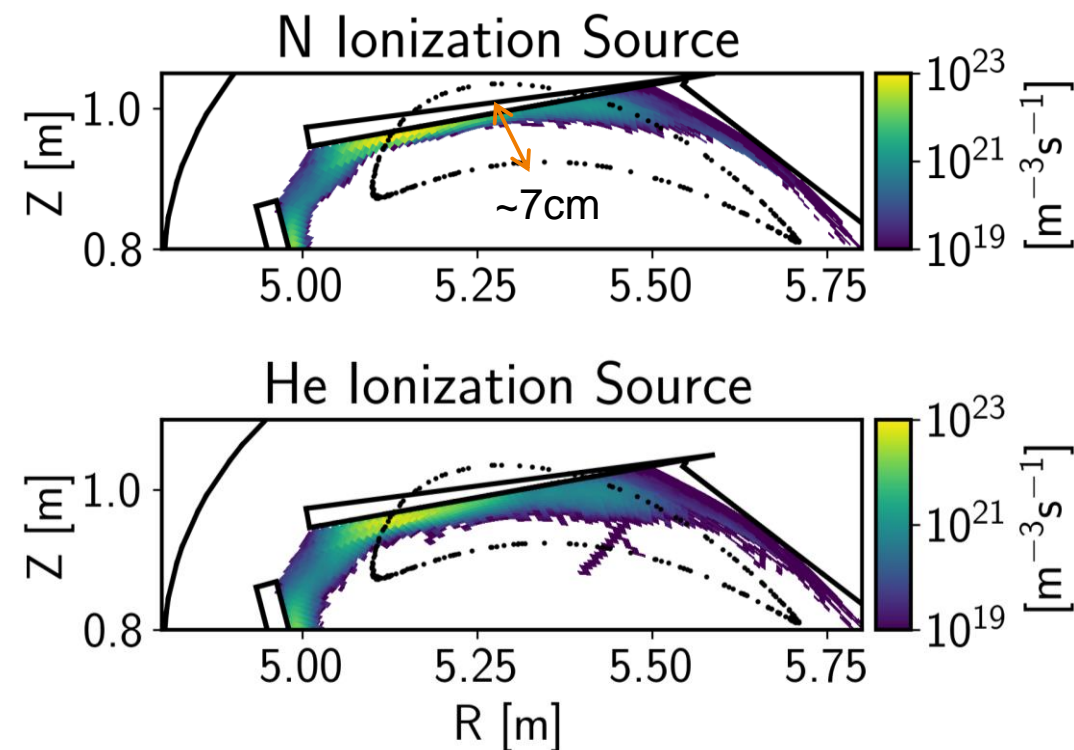 N Ionization Source
10^23
10^21
10^19
[m^−3 s^−1]
Z [m]
1.0
0.8
~7cm
5.00 5.25 5.50 5.75
He Ionization Source
10^23
10^21
10^19
[m^−3 s^−1]
Z [m]
1.0
0.8
5.00 5.25 5.50 5.75
R [m]